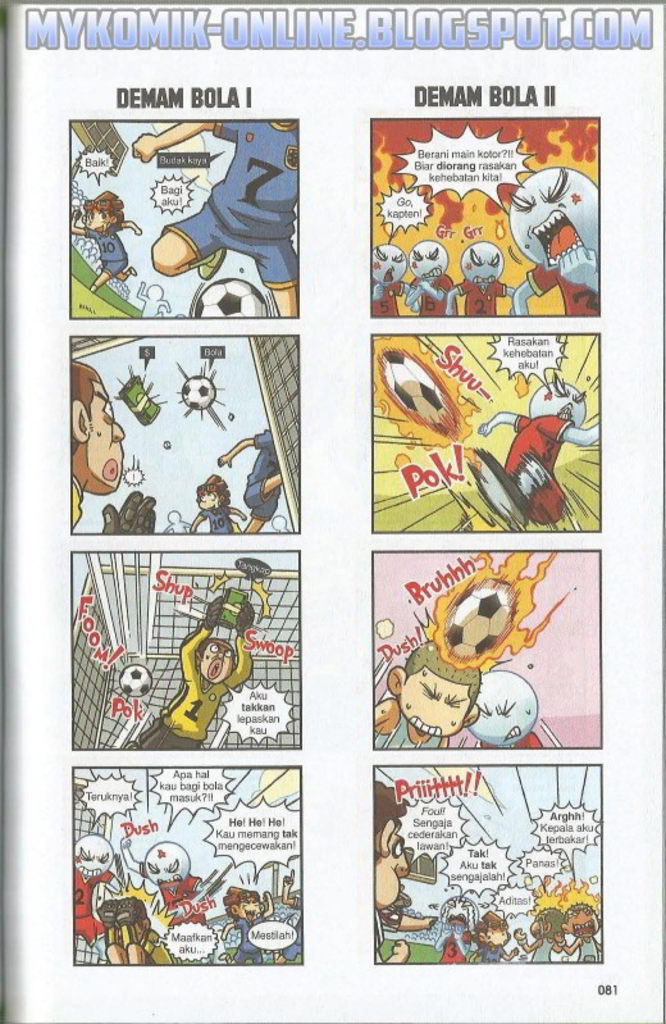 MYKOMIK-ONLINE.BLOGSPOT.COM
DEMAM BOLA I
Baik!
Budak kaya
Bagi
aku!
$
Bola
!
Tangkap
Shup
Swoop
FOOM!
Pok
Aku
takkan
lepaskan
kau
Teruknya!
Apa hal
kau bagi bola
masuk?!!
He! He! He!
Kau memang tak
mengecewakan!
Dush
Dush
Maafkan
aku...
Mestilah!
DEMAM BOLA II
Berani main kotor?!!
Biar diorang rasakan
kehebatan kita!
Go,
kapten!
Grr Grr
Rasakan
kehebatan
aku!
Shuu–
Pok!
Bruhhh
Dush!
Priitttt!!
Foul!
Sengaja
cederakan
lawan!
Tak!
Aku tak
sengajalah!
Arghh!
Kepala aku
terbakar!
Panas!
Aditas!
081